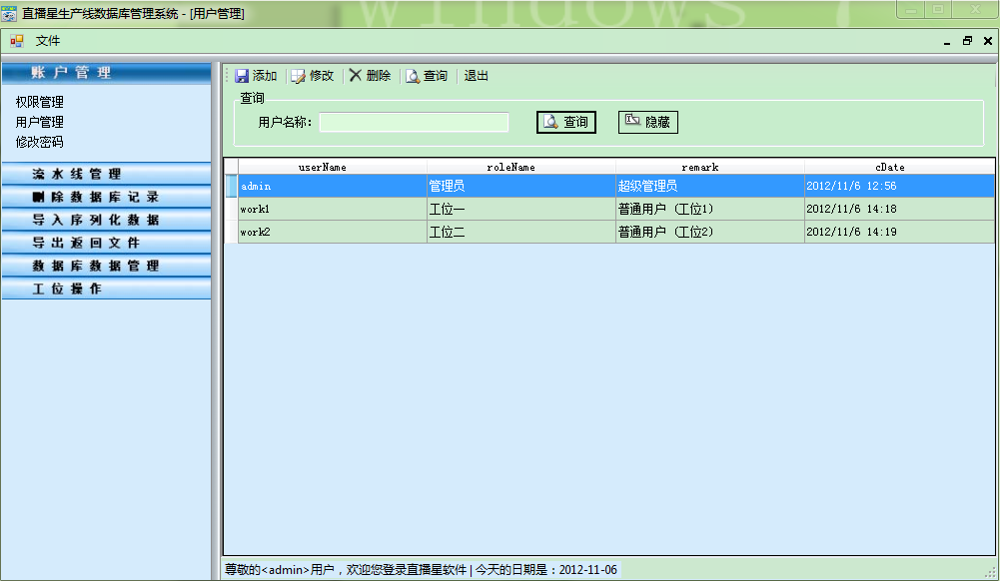 直播星生产线数据库管理系统 - [用户管理]
windows 7
文件
账户管理
权限管理
用户管理
修改密码
流水线管理
删除数据库记录
导入序列化数据
导出返回文件
数据库数据管理
工位操作
添加 修改 删除 查询 退出
查询
用户名称： 查询 隐藏
userName roleName remark cDate
admin 管理员 超级管理员 2012/11/6 12:56
work1 工位一 普通用户（工位1） 2012/11/6 14:18
work2 工位二 普通用户（工位2） 2012/11/6 14:19
尊敬的<admin>用户，欢迎您登录直播星软件 | 今天的日期是：2012-11-06